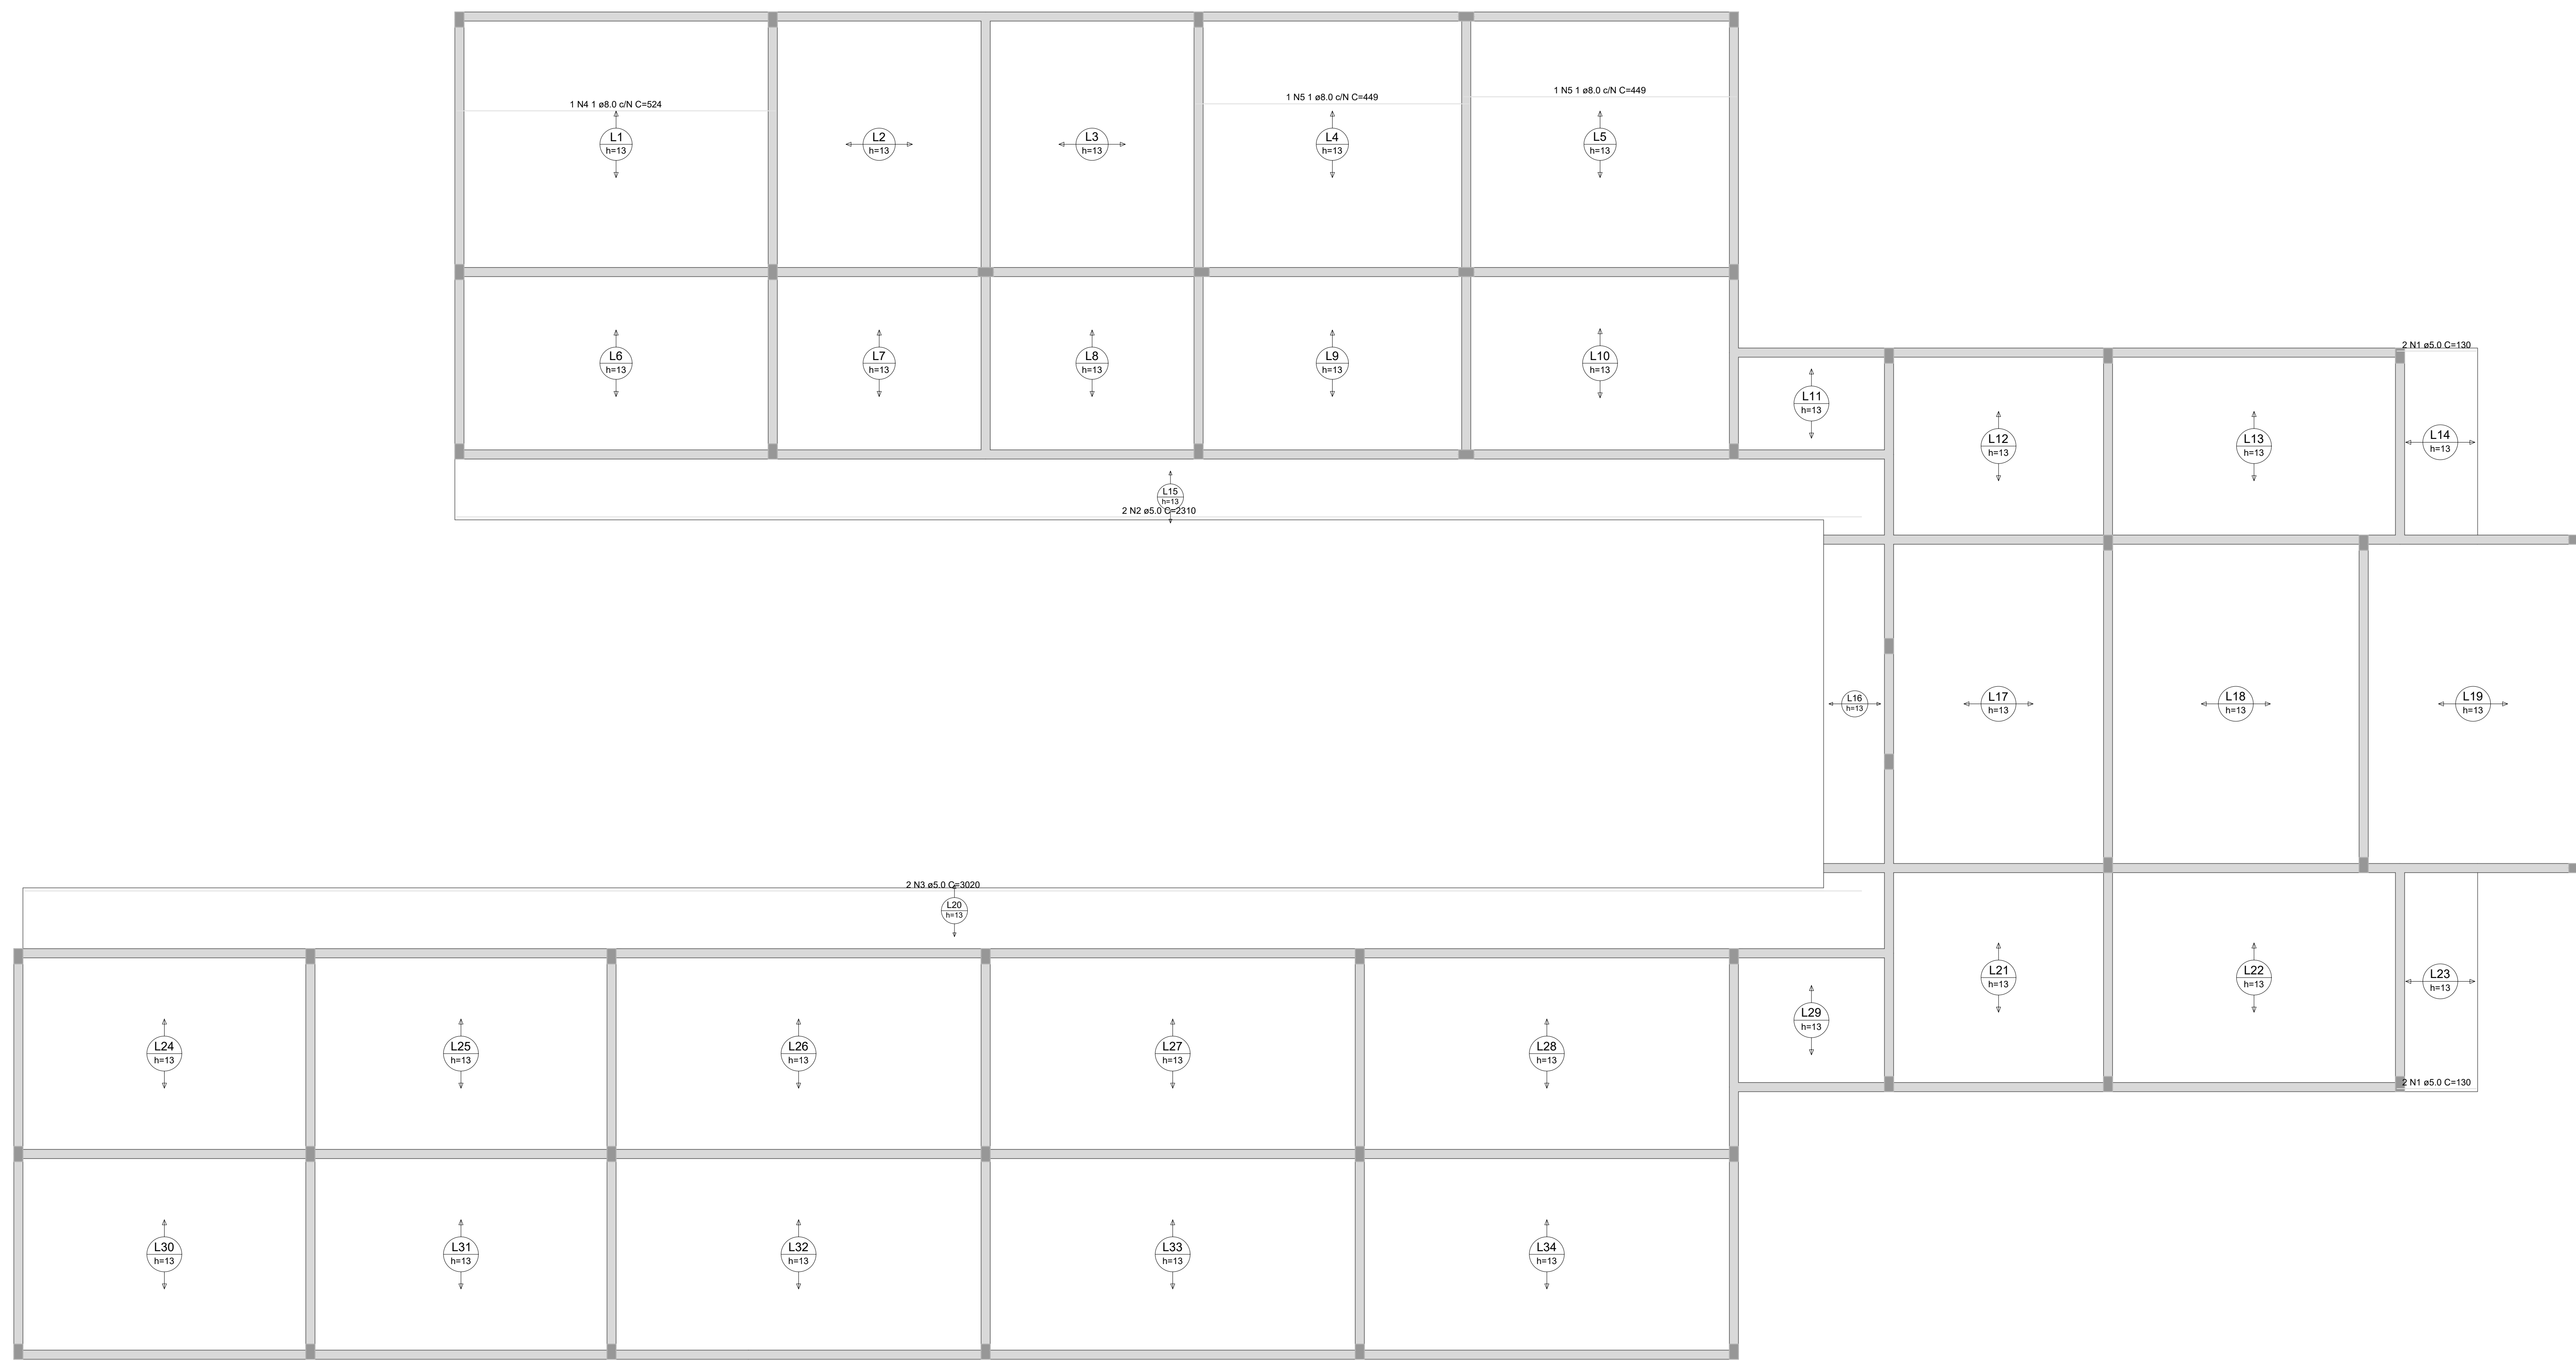 1 N4 1 ø8.0 c/N C=524
1 N5 1 ø8.0 c/N C=449
1 N5 1 ø8.0 c/N C=449
L1
h=13
L2
h=13
L3
h=13
L4
h=13
L5
h=13
L6
h=13
L7
h=13
L8
h=13
L9
h=13
L10
h=13
2 N1 ø5.0 C=130
L11
h=13
L12
h=13
L13
h=13
L14
h=13
L15
h=13
2 N2 ø5.0 C=2310
L16
h=13
L17
h=13
L18
h=13
L19
h=13
2 N3 ø5.0 C=3020
L20
h=13
L21
h=13
L22
h=13
L23
h=13
L24
h=13
L25
h=13
L26
h=13
L27
h=13
L28
h=13
L29
h=13
2 N1 ø5.0 C=130
L30
h=13
L31
h=13
L32
h=13
L33
h=13
L34
h=13